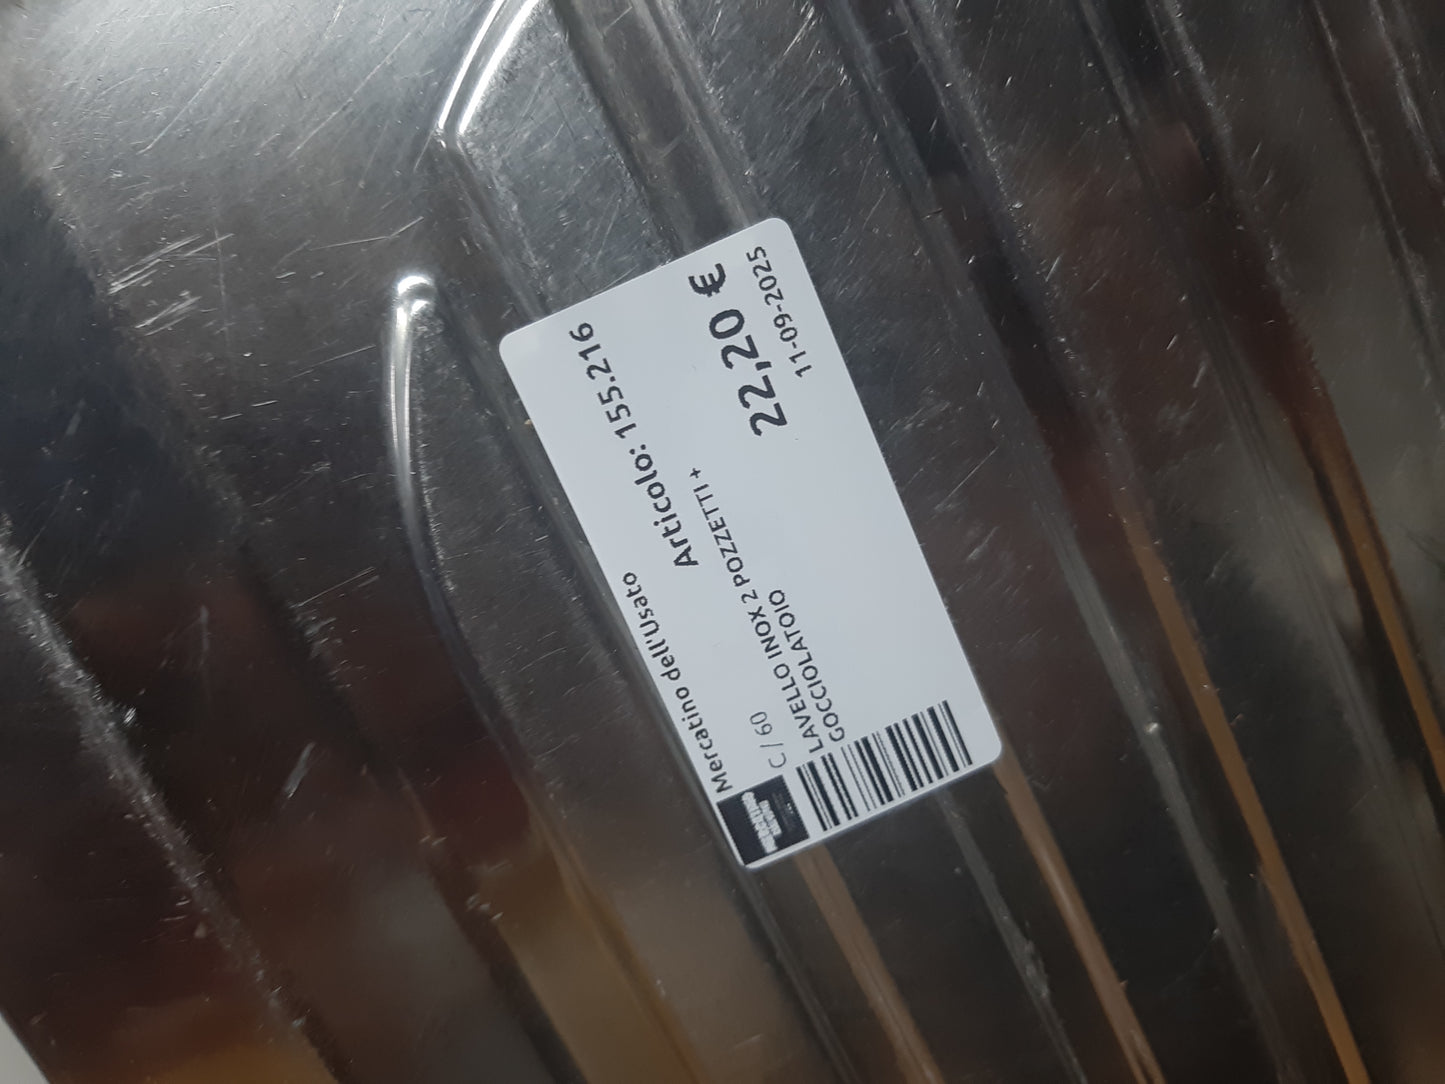 Mercatino dell'Usato
Articolo: 155.216
C / 60
LAVELLO INOX 2 POZZETTI +
GOCCIOLATOIO
22,20 €
11-09-2025